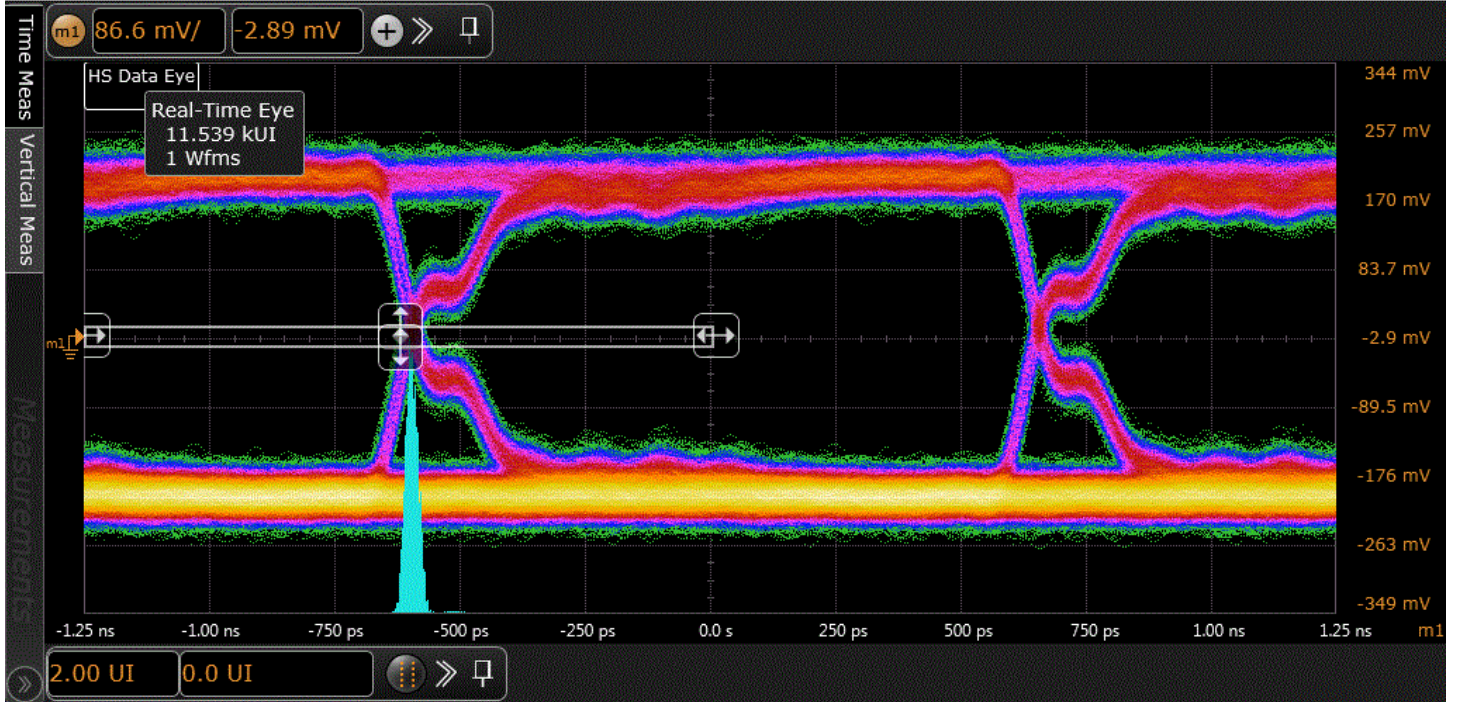 Time Meas
Vertical Meas
Measurements
m1 86.6 mV/ -2.89 mV
HS Data Eye
Real-Time Eye
11.539 kUI
1 Wfms
344 mV
257 mV
170 mV
83.7 mV
-2.9 mV
-89.5 mV
-176 mV
-263 mV
-349 mV
m1
-1.25 ns -1.00 ns -750 ps -500 ps -250 ps 0.0 s 250 ps 500 ps 750 ps 1.00 ns 1.25 ns m1
2.00 UI 0.0 UI